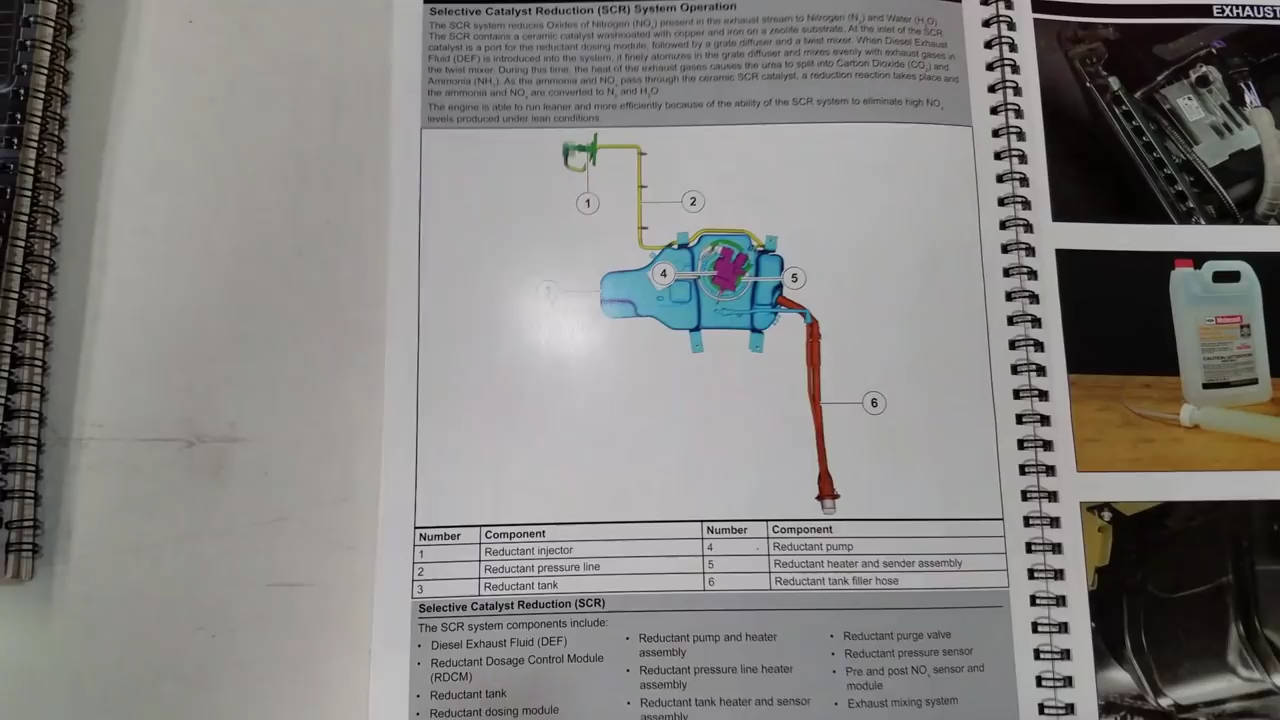 Selective Catalyst Reduction (SCR) System Operation
The SCR system reduces Oxides of Nitrogen (NOx) present in the exhaust stream to Nitrogen (N2) and Water (H2O).
The SCR contains a ceramic catalyst washcoated with copper and iron on a zeolite substrate. At the inlet of the SCR
catalyst is a port for the reductant dosing module, followed by a grate diffuser and a twist mixer. When Diesel Exhaust
Fluid (DEF) is introduced into the system, it finely atomizes in the grate diffuser and mixes evenly with exhaust gases in
the twist mixer. During this time, the heat of the exhaust gases causes the urea to split into Carbon Dioxide (CO2) and
Ammonia (NH3). As the ammonia and NOx pass through the ceramic SCR catalyst, a reduction reaction takes place and
the ammonia and NOx are converted to N2 and H2O
The engine is able to run leaner and more efficiently because of the ability of the SCR system to eliminate high NOx
levels produced under lean conditions.
1
2
4
5
6
Number Component Number Component
1 Reductant injector 4 Reductant pump
2 Reductant pressure line 5 Reductant heater and sender assembly
3 Reductant tank 6 Reductant tank filler hose
Selective Catalyst Reduction (SCR)
The SCR system components include:
• Diesel Exhaust Fluid (DEF)
• Reductant Dosage Control Module
(RDCM)
• Reductant tank
• Reductant dosing module
• Reductant pump and heater
assembly
• Reductant pressure line heater
assembly
• Reductant tank heater and sensor
assembly
• Reductant purge valve
• Reductant pressure sensor
• Pre and post NOx sensor and
module
• Exhaust mixing system
EXHAUST
Motorcraft
CAUTION